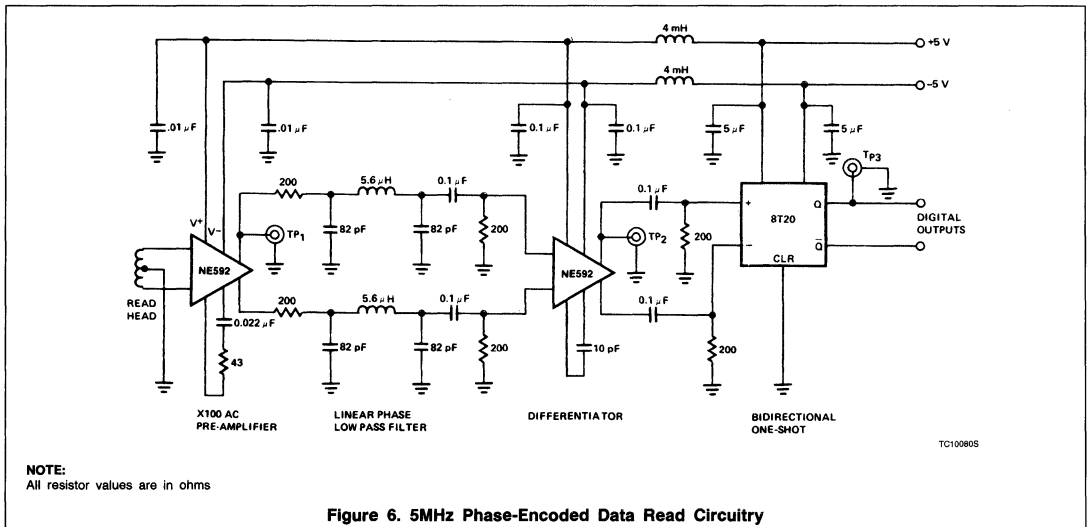 4 mH
+5 V
4 mH
−5 V
.01 μF
.01 μF
0.1 μF
0.1 μF
5 μF
5 μF
TP3
200
5.6 μH
0.1 μF
0.1 μF
V+
V−
TP1
82 pF
82 pF
200
TP2
200
+
8T20
Q
−
Q̄
CLR
DIGITAL
OUTPUTS
NE592
NE592
READ
HEAD
200
5.6 μH
0.1 μF
0.1 μF
0.022 μF
43
82 pF
82 pF
200
10 pF
200
X100 AC
PRE-AMPLIFIER
LINEAR PHASE
LOW PASS FILTER
DIFFERENTIATOR
BIDIRECTIONAL
ONE-SHOT
TC10080S
NOTE:
All resistor values are in ohms
Figure 6. 5MHz Phase-Encoded Data Read Circuitry